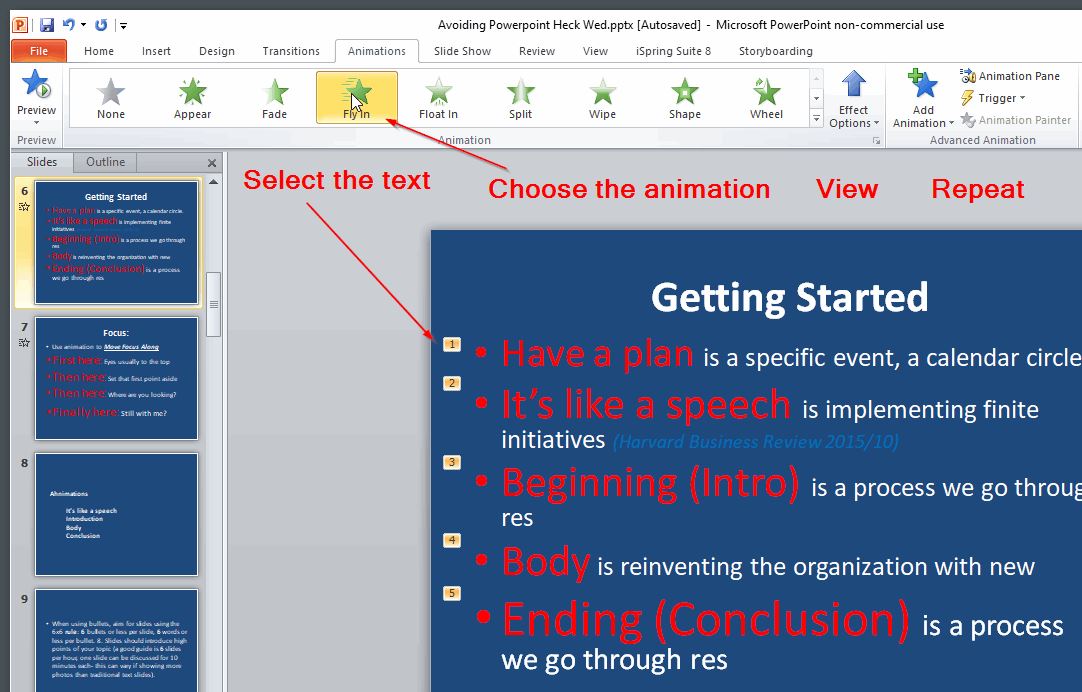 Avoiding Powerpoint Heck Wed.pptx [Autosaved] - Microsoft PowerPoint non-commercial use
File Home Insert Design Transitions Animations Slide Show Review View iSpring Suite 8 Storyboarding
Preview
None
Appear
Fade
Fly In
Float In
Split
Wipe
Shape
Wheel
Effect
Options
Add
Animation
Animation Pane
Trigger
Animation Painter
Preview
Animation
Advanced Animation
Slides Outline
Select the text
Choose the animation
View
Repeat
6
Getting Started
• Have a plan is a specific event, a calendar circle.
• It's like a speech is implementing finite
initiatives
• Beginning (Intro) is a process we go through
res
• Body is reinventing the organization with new
• Ending (Conclusion) is a process
we go through res
7
Focus:
• Use animation to Move Focus Along
• First here: Eyes usually to the top
• Then here: Set that first point aside
• Then here: Where are you looking?
• Finally here: Still with me?
8
Ahnimations
It's like a speech
Introduction
Body
Conclusion
9
• When using bullets, aim for slides using the
6x6 rule: 6 bullets or less per slide, 6 words or
less per bullet. 8. Slides should introduce high
points of your topic (a good guide is 6 slides
per hour, one slide can be discussed for 10
minutes each- this can vary if showing more
photos than traditional text slides).
Getting Started
1
• Have a plan is a specific event, a calendar circle
2
• It's like a speech is implementing finite
initiatives (Harvard Business Review 2015/10)
3
• Beginning (Intro) is a process we go throug
res
4
• Body is reinventing the organization with new
5
• Ending (Conclusion) is a process
we go through res